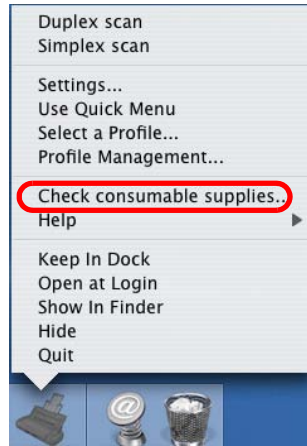 Duplex scan
Simplex scan
Settings...
Use Quick Menu
Select a Profile...
Profile Management...
Check consumable supplies..
Help
Keep In Dock
Open at Login
Show In Finder
Hide
Quit
@